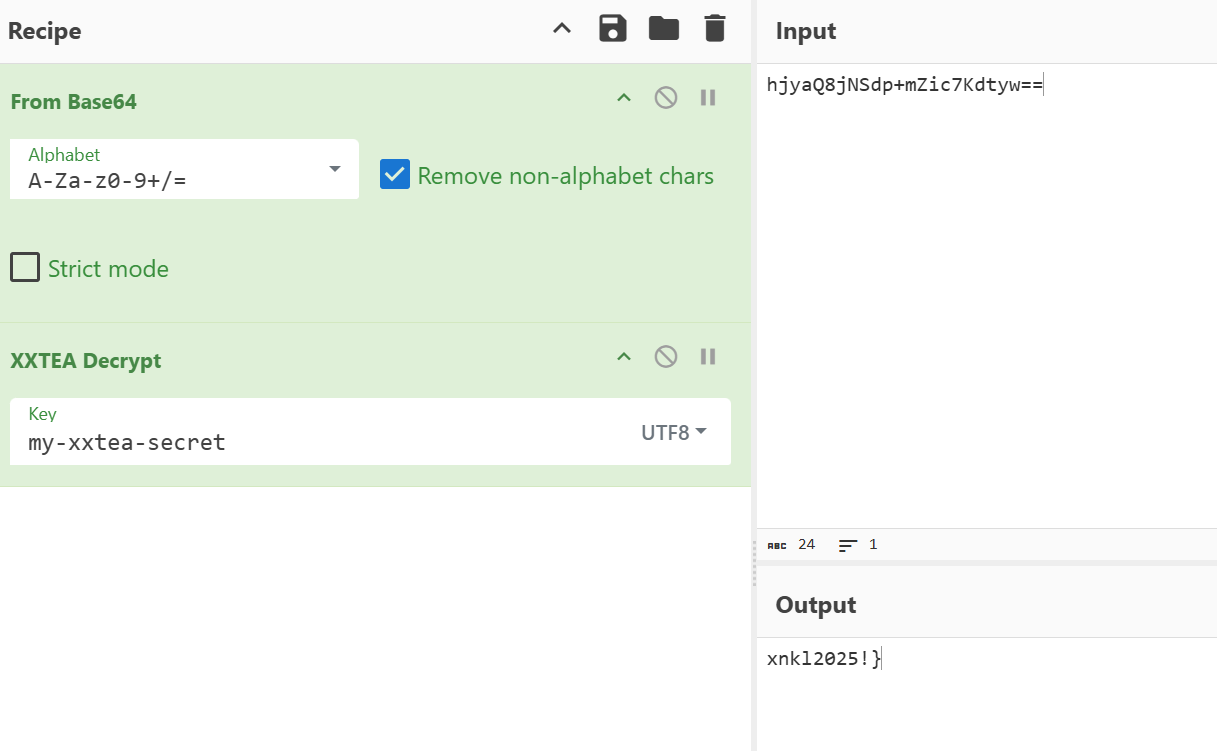 Recipe
From Base64
Alphabet
A-Za-z0-9+/=
Remove non-alphabet chars
Strict mode
XXTEA Decrypt
Key
my-xxtea-secret
UTF8
Input
hjyaQ8jNSdp+mZic7Kdtyw==
ABC 24 1
Output
xnkl2025!}